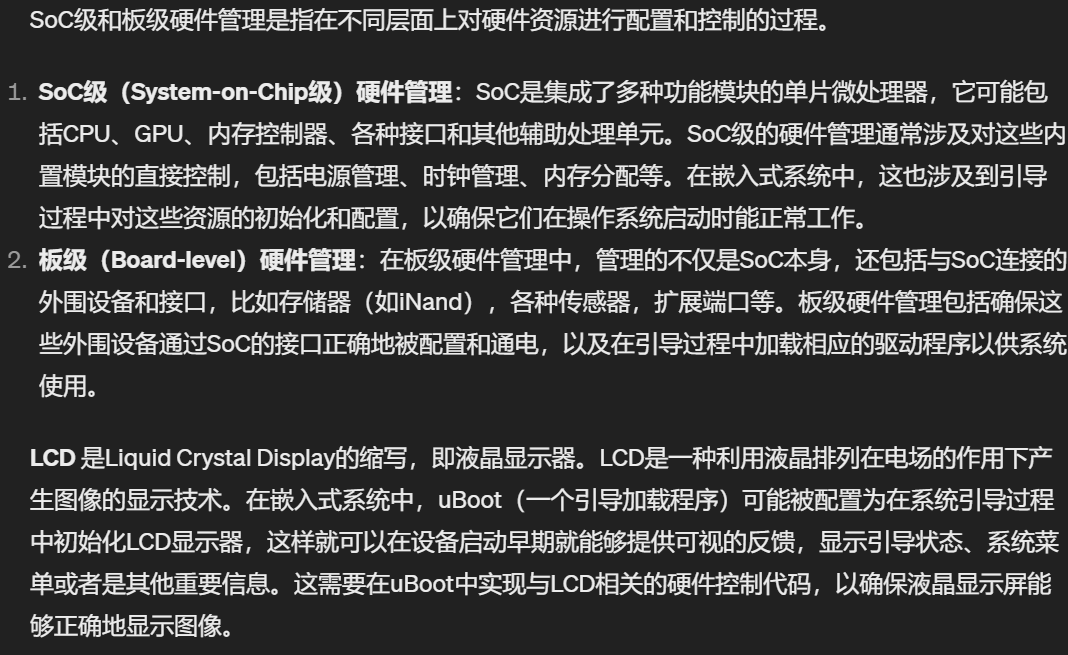 SoC级和板级硬件管理是指在不同层面上对硬件资源进行配置和控制的过程。
1. SoC级（System-on-Chip级）硬件管理：SoC是集成了多种功能模块的单片微处理器，它可能包
括CPU、GPU、内存控制器、各种接口和其他辅助处理单元。SoC级的硬件管理通常涉及对这些内
置模块的直接控制，包括电源管理、时钟管理、内存分配等。在嵌入式系统中，这也涉及到引导
过程中对这些资源的初始化和配置，以确保它们在操作系统启动时能正常工作。
2. 板级（Board-level）硬件管理：在板级硬件管理中，管理的不仅是SoC本身，还包括与SoC连接的
外围设备和接口，比如存储器（如iNand），各种传感器，扩展端口等。板级硬件管理包括确保这
些外围设备通过SoC的接口正确地被配置和通电，以及在引导过程中加载相应的驱动程序以供系统
使用。
LCD 是Liquid Crystal Display的缩写，即液晶显示器。LCD是一种利用液晶排列在电场的作用下产
生图像的显示技术。在嵌入式系统中，uBoot（一个引导加载程序）可能被配置为在系统引导过程
中初始化LCD显示器，这样就可以在设备启动早期就能够提供可视的反馈，显示引导状态、系统菜
单或者是其他重要信息。这需要在uBoot中实现与LCD相关的硬件控制代码，以确保液晶显示屏能
够正确地显示图像。